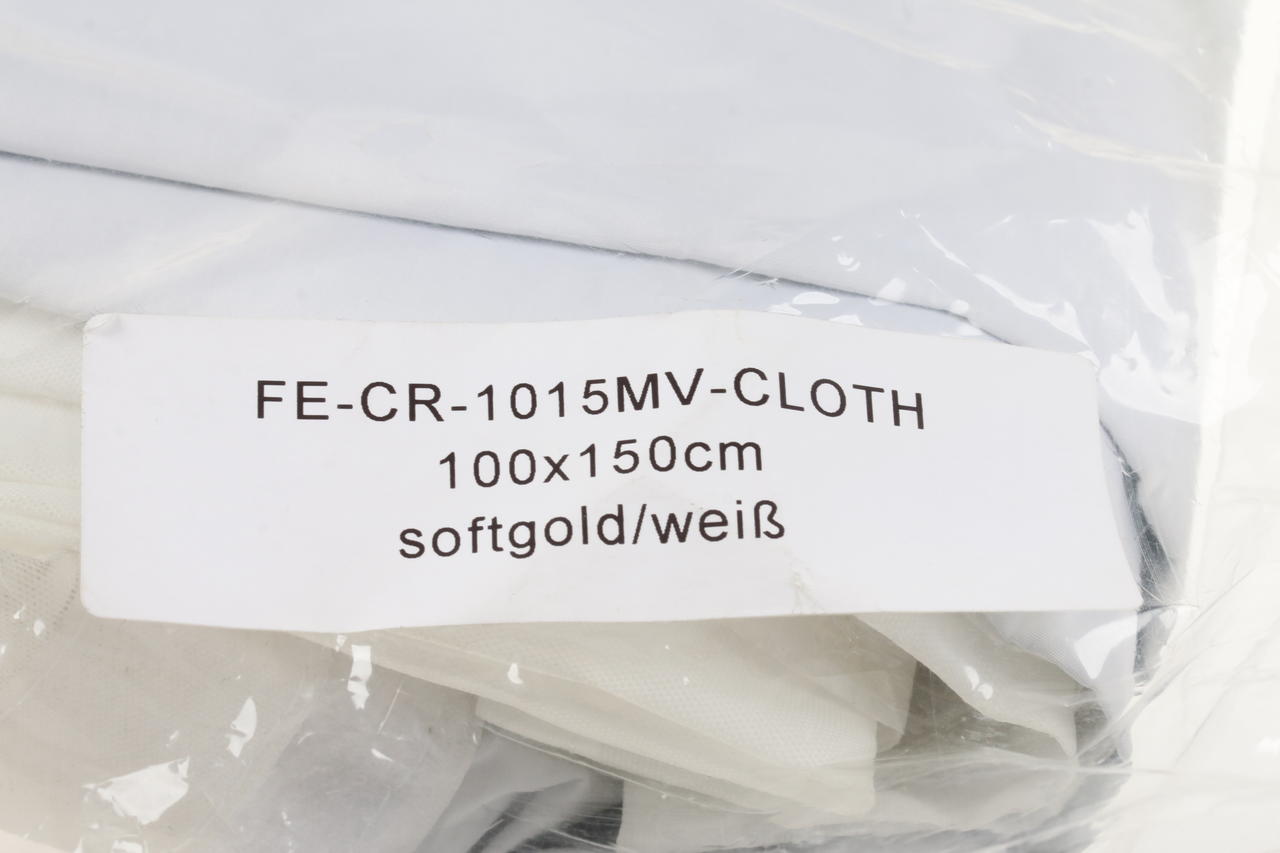 FE-CR-1015MV-CLOTH
100x150cm
softgold/weiß